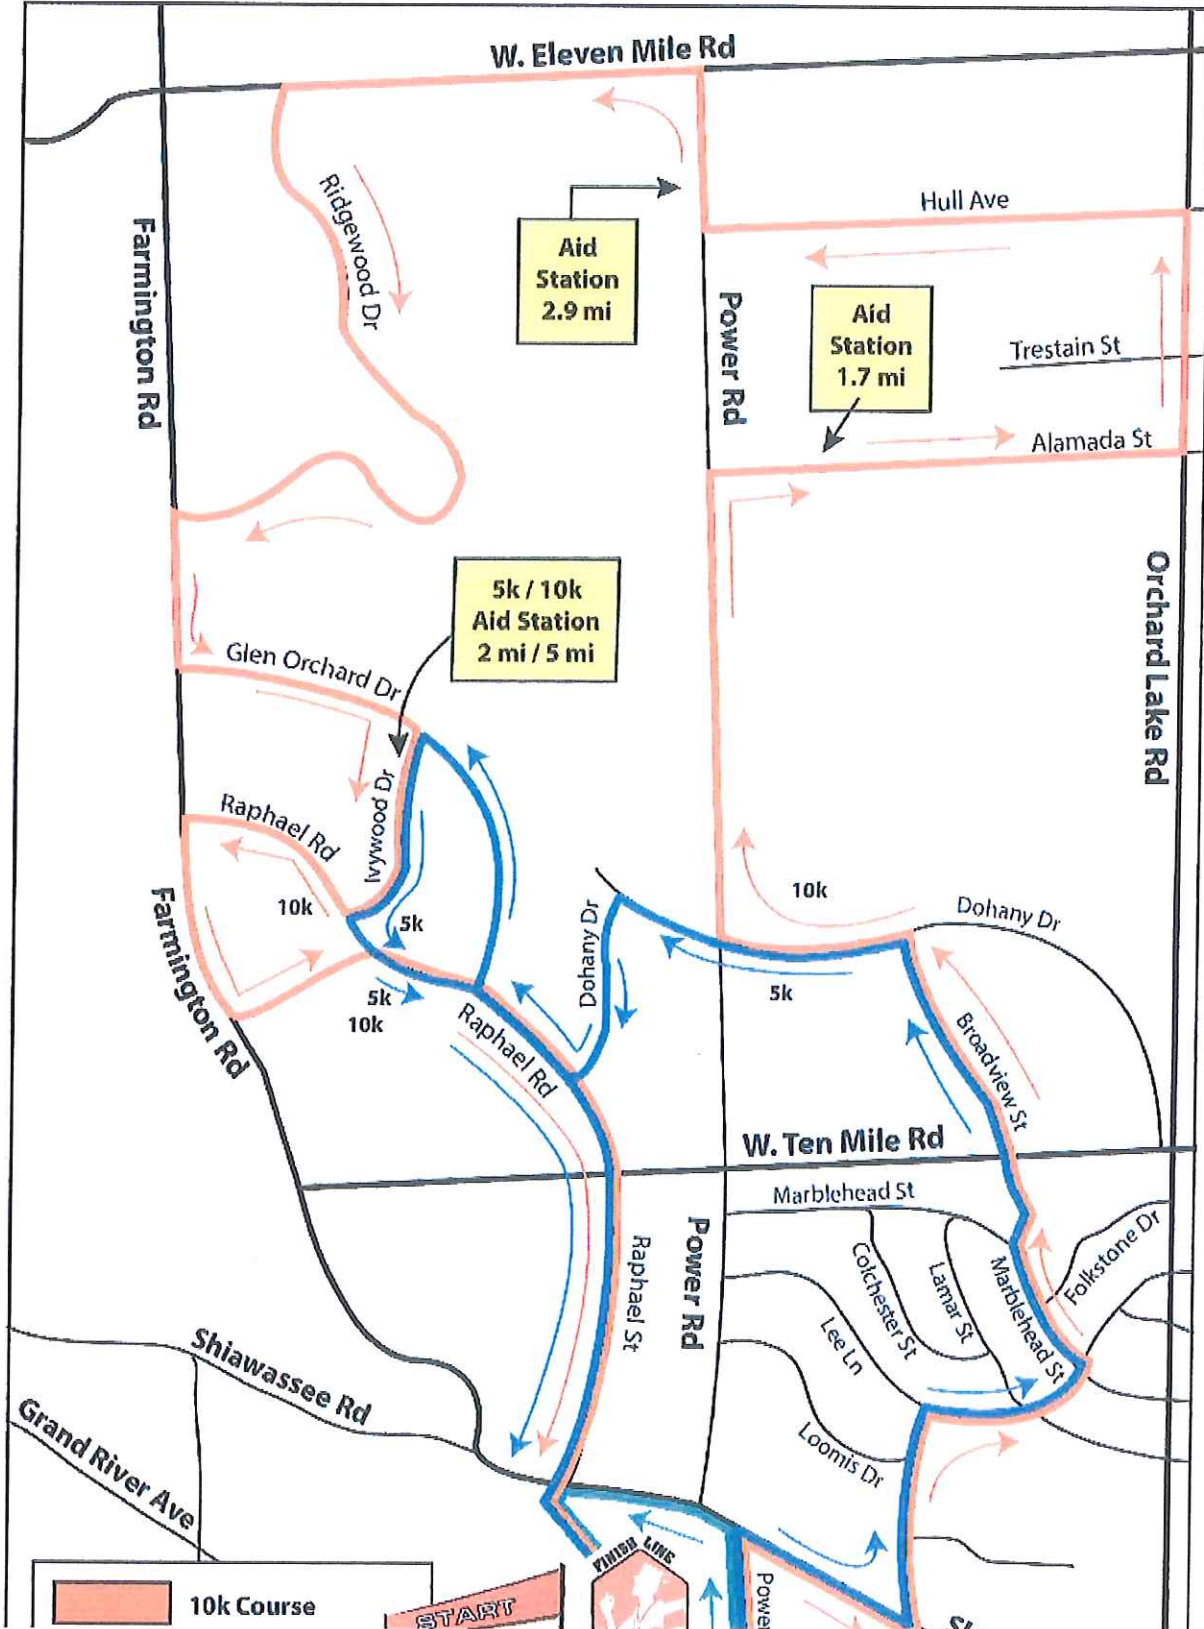 W. Eleven Mile Rd
Ridgewood Dr
Hull Ave
Farmington Rd
Aid
Station
2.9 mi
Power Rd
Aid
Station
1.7 mi
Trestain St
Alamada St
Orchard Lake Rd
5k / 10k
Aid Station
2 mi / 5 mi
Glen Orchard Dr
Ivywood Dr
Raphael Rd
10k
5k
Farmington Rd
5k
10k
Raphael Rd
Dohany Dr
10k
Dohany Dr
5k
Broadview St
W. Ten Mile Rd
Marblehead St
Power Rd
Raphael St
Colchester St
Lamar St
Marblehead St
Folkstone Dr
Lee Ln
Loomis Dr
Shiawassee Rd
Grand River Ave
10k Course
START
FINISH LINE
Power